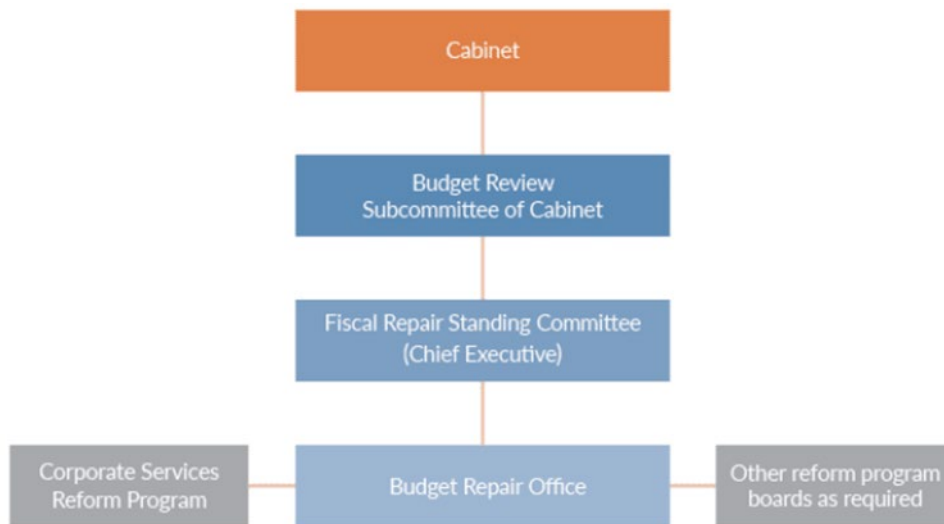 Cabinet
Budget Review
Subcommittee of Cabinet
Fiscal Repair Standing Committee
(Chief Executive)
Corporate Services
Reform Program
Budget Repair Office
Other reform program
boards as required